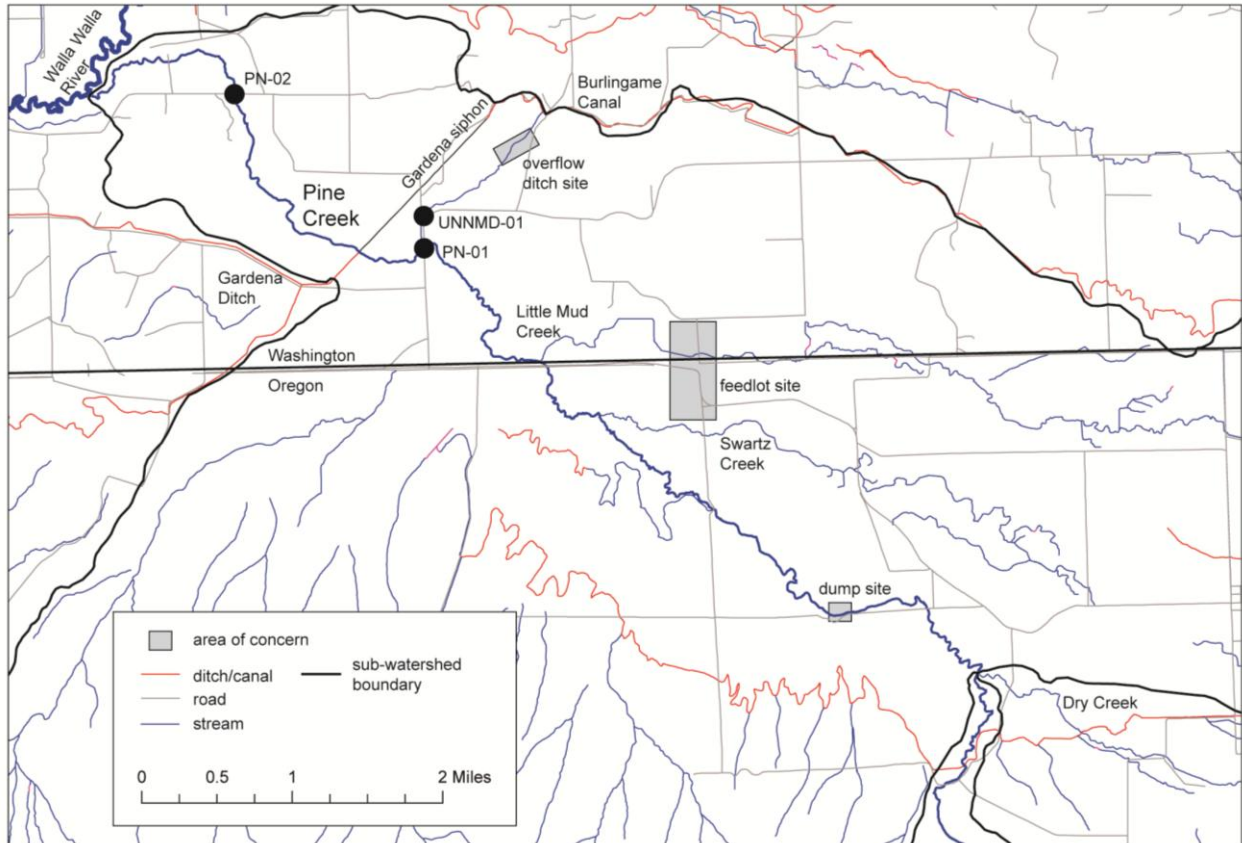 Walla Walla
River
PN-02
Burlingame
Canal
Gardena siphon
overflow
ditch site
Pine
Creek
UNNMD-01
PN-01
Gardena
Ditch
Little Mud
Creek
Washington
Oregon
feedlot site
Swartz
Creek
dump site
Dry Creek
area of concern
ditch/canal
sub-watershed
boundary
road
stream
0 0.5 1 2 Miles